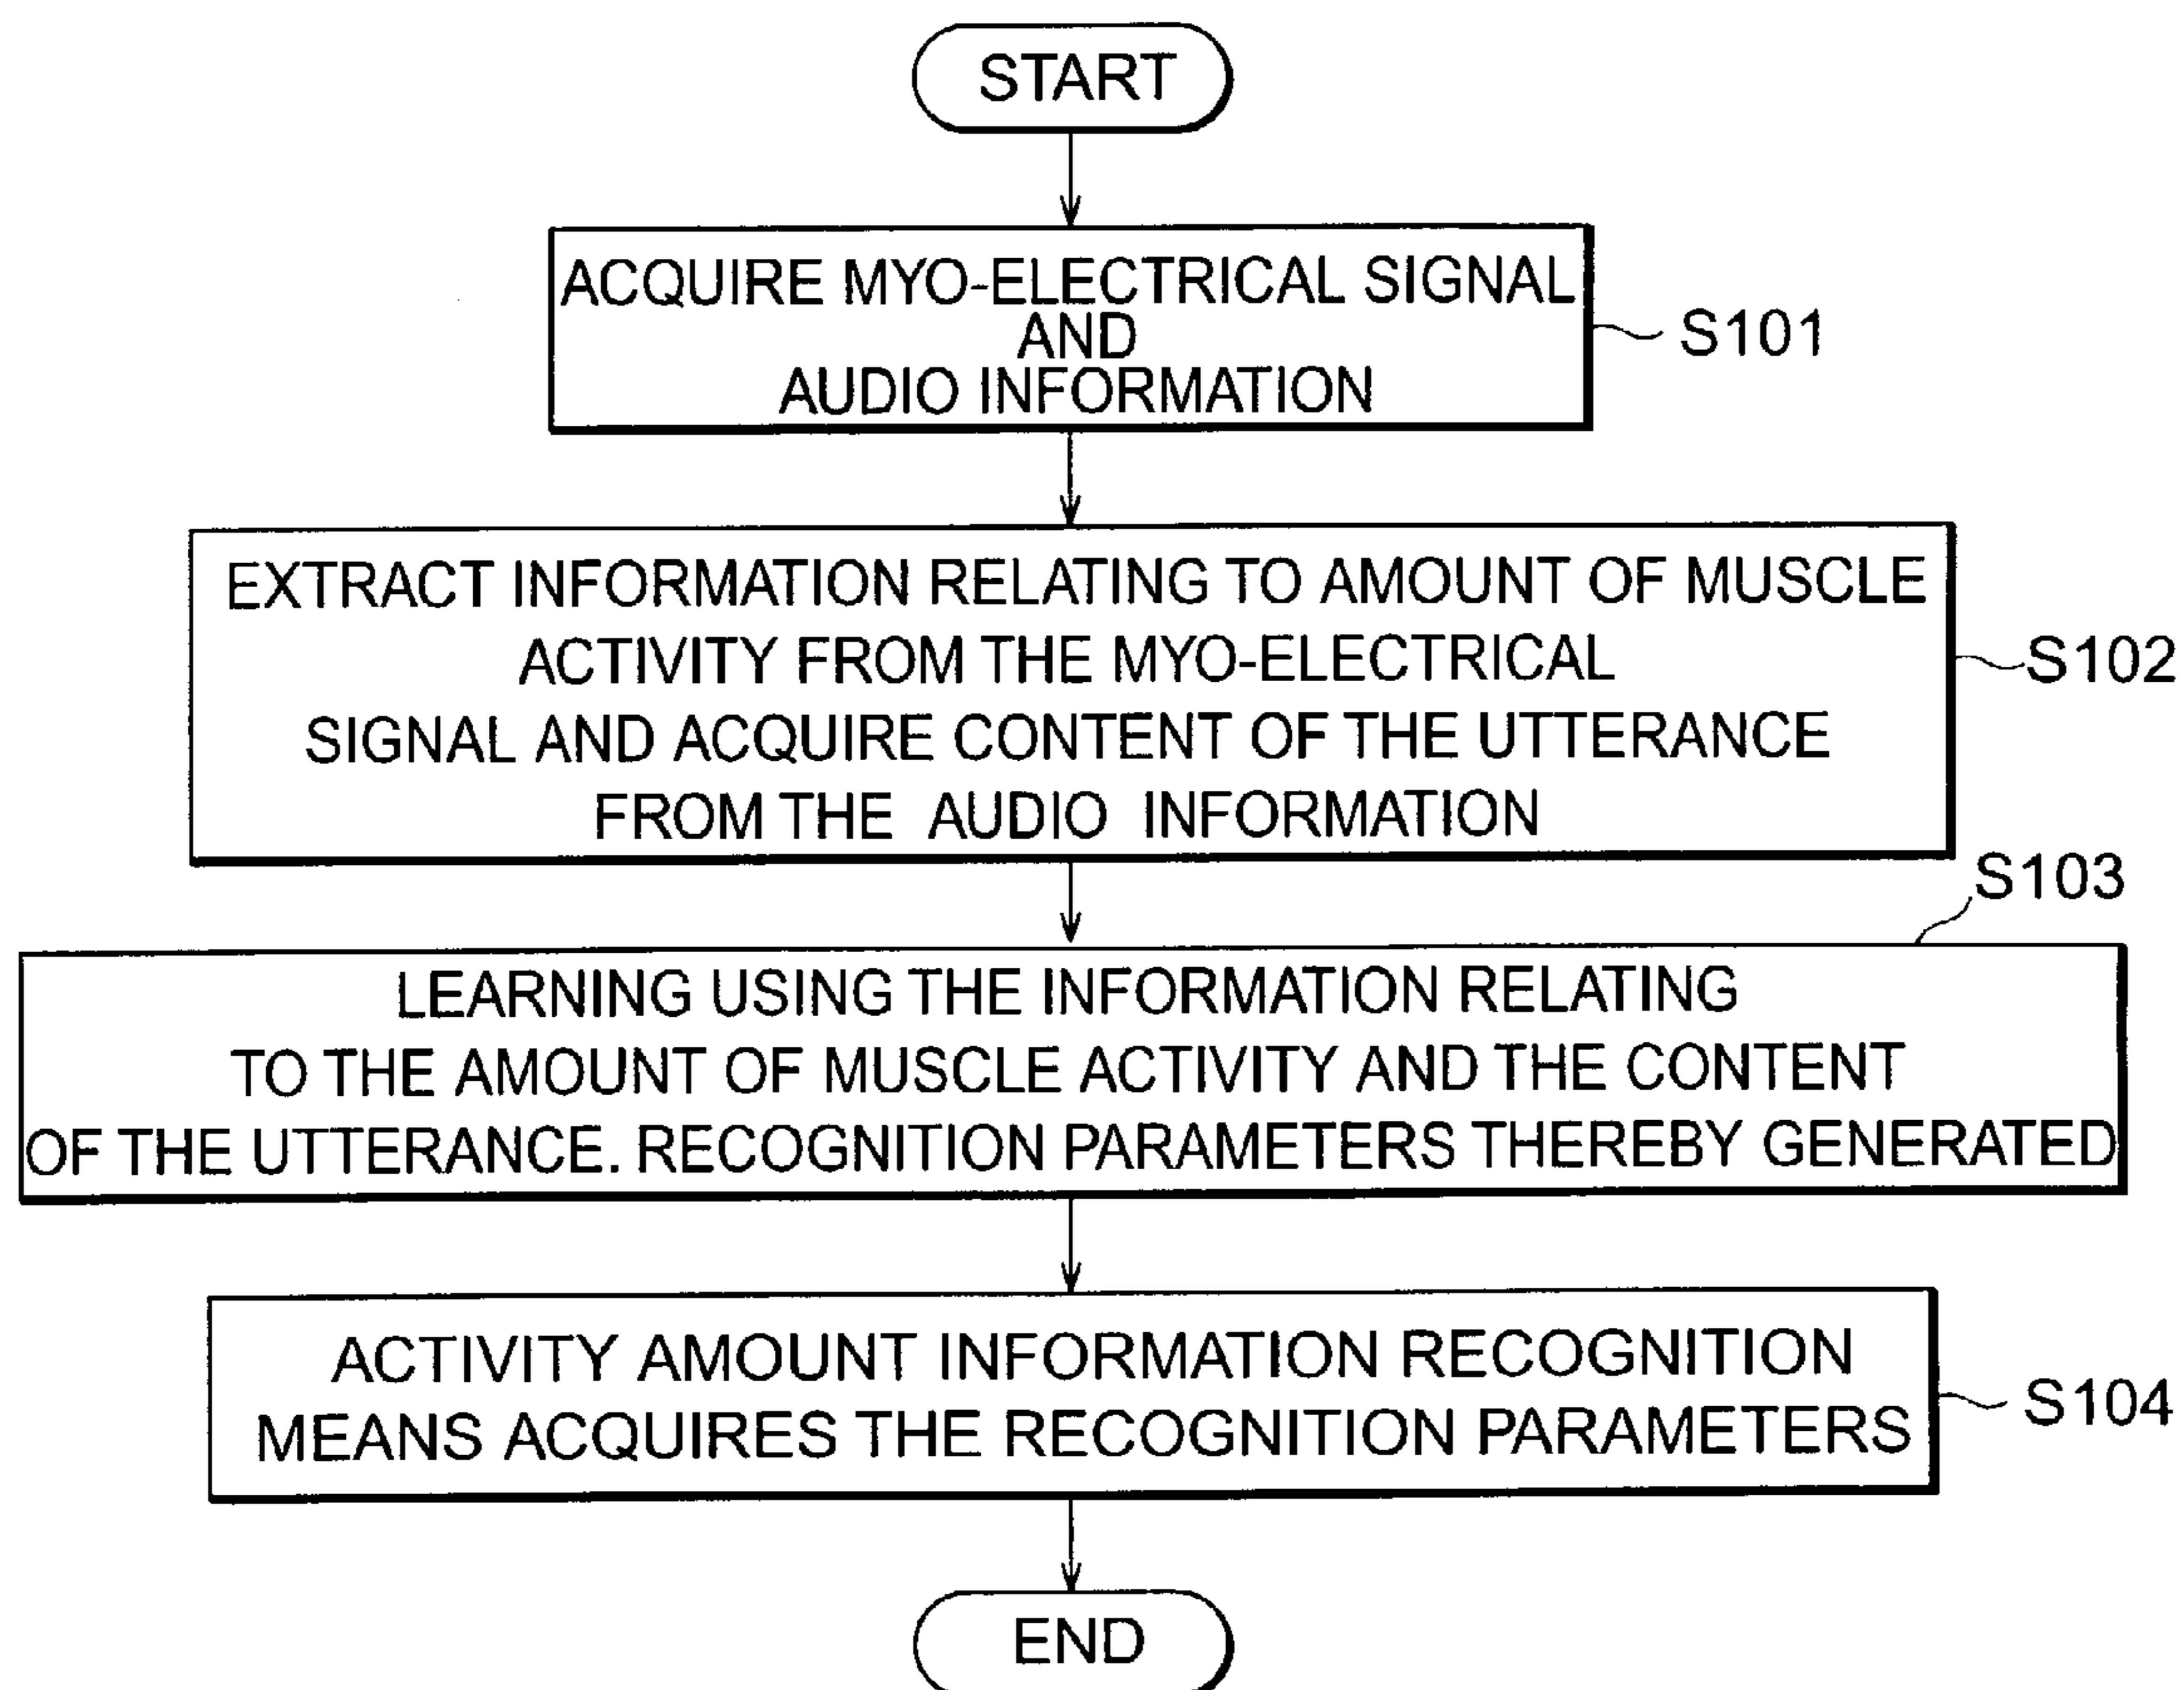 START
ACQUIRE MYO-ELECTRICAL SIGNAL
AND
AUDIO INFORMATION
S101
EXTRACT INFORMATION RELATING TO AMOUNT OF MUSCLE
ACTIVITY FROM THE MYO-ELECTRICAL
SIGNAL AND ACQUIRE CONTENT OF THE UTTERANCE
FROM THE AUDIO INFORMATION
S102
S103
LEARNING USING THE INFORMATION RELATING
TO THE AMOUNT OF MUSCLE ACTIVITY AND THE CONTENT
OF THE UTTERANCE. RECOGNITION PARAMETERS THEREBY GENERATED
ACTIVITY AMOUNT INFORMATION RECOGNITION
MEANS ACQUIRES THE RECOGNITION PARAMETERS
S104
END